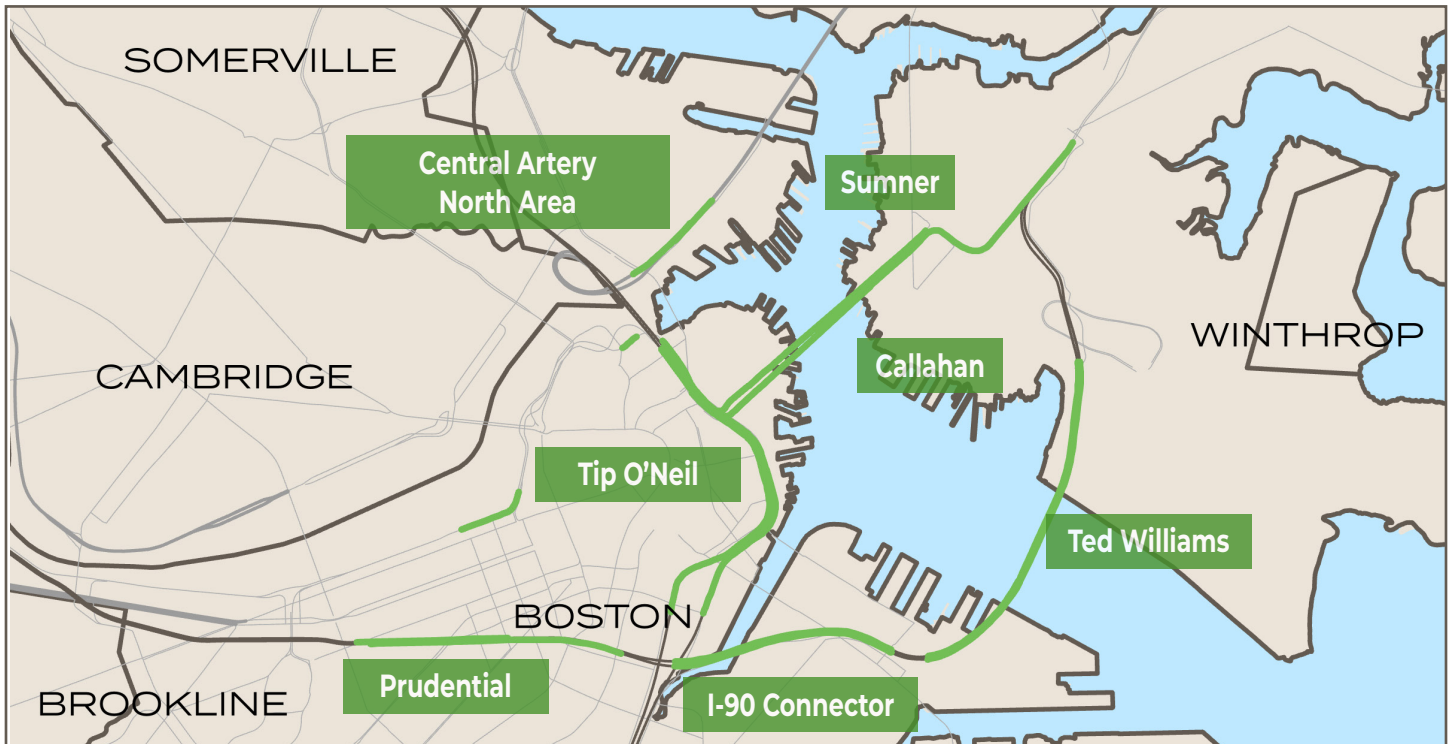 SOMERVILLE
Central Artery
North Area
Sumner
WINTHROP
CAMBRIDGE
Callahan
Tip O’Neil
Ted Williams
BOSTON
Prudential
BROOKLINE
I-90 Connector